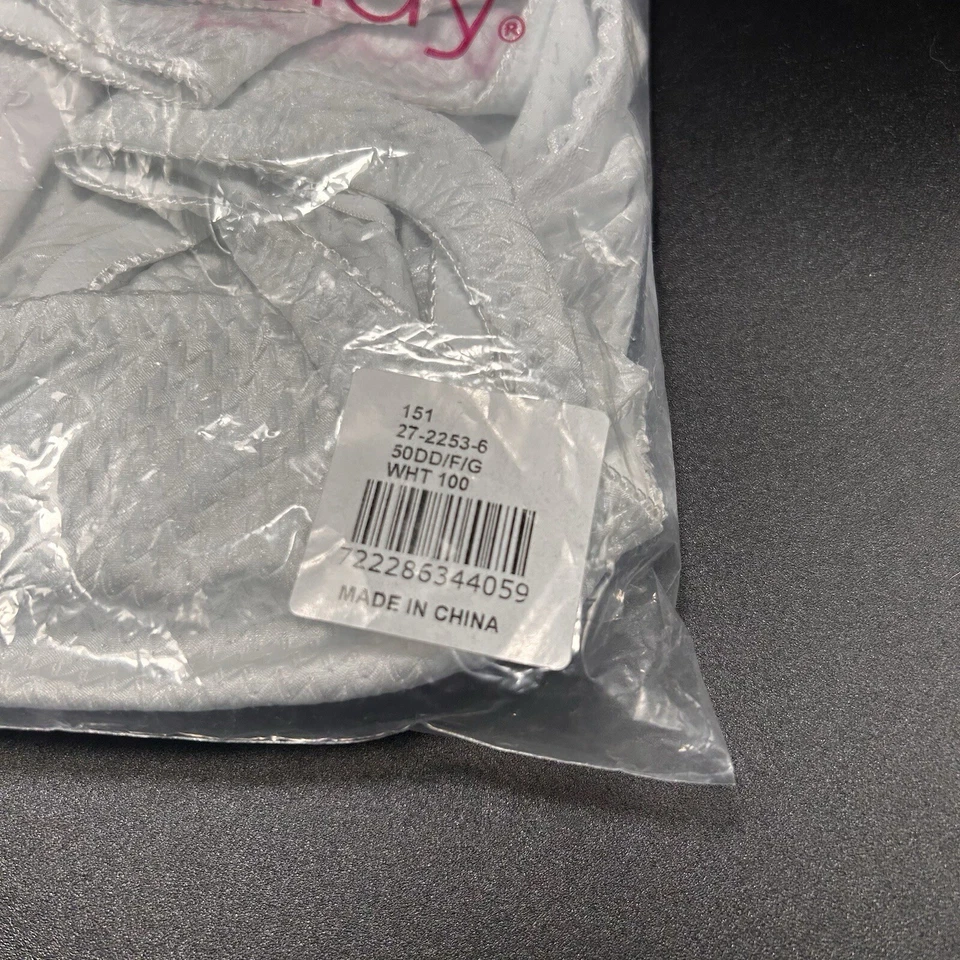 151
27-2253-6
50DD/F/G
WHT 100
722286344059
MADE IN CHINA